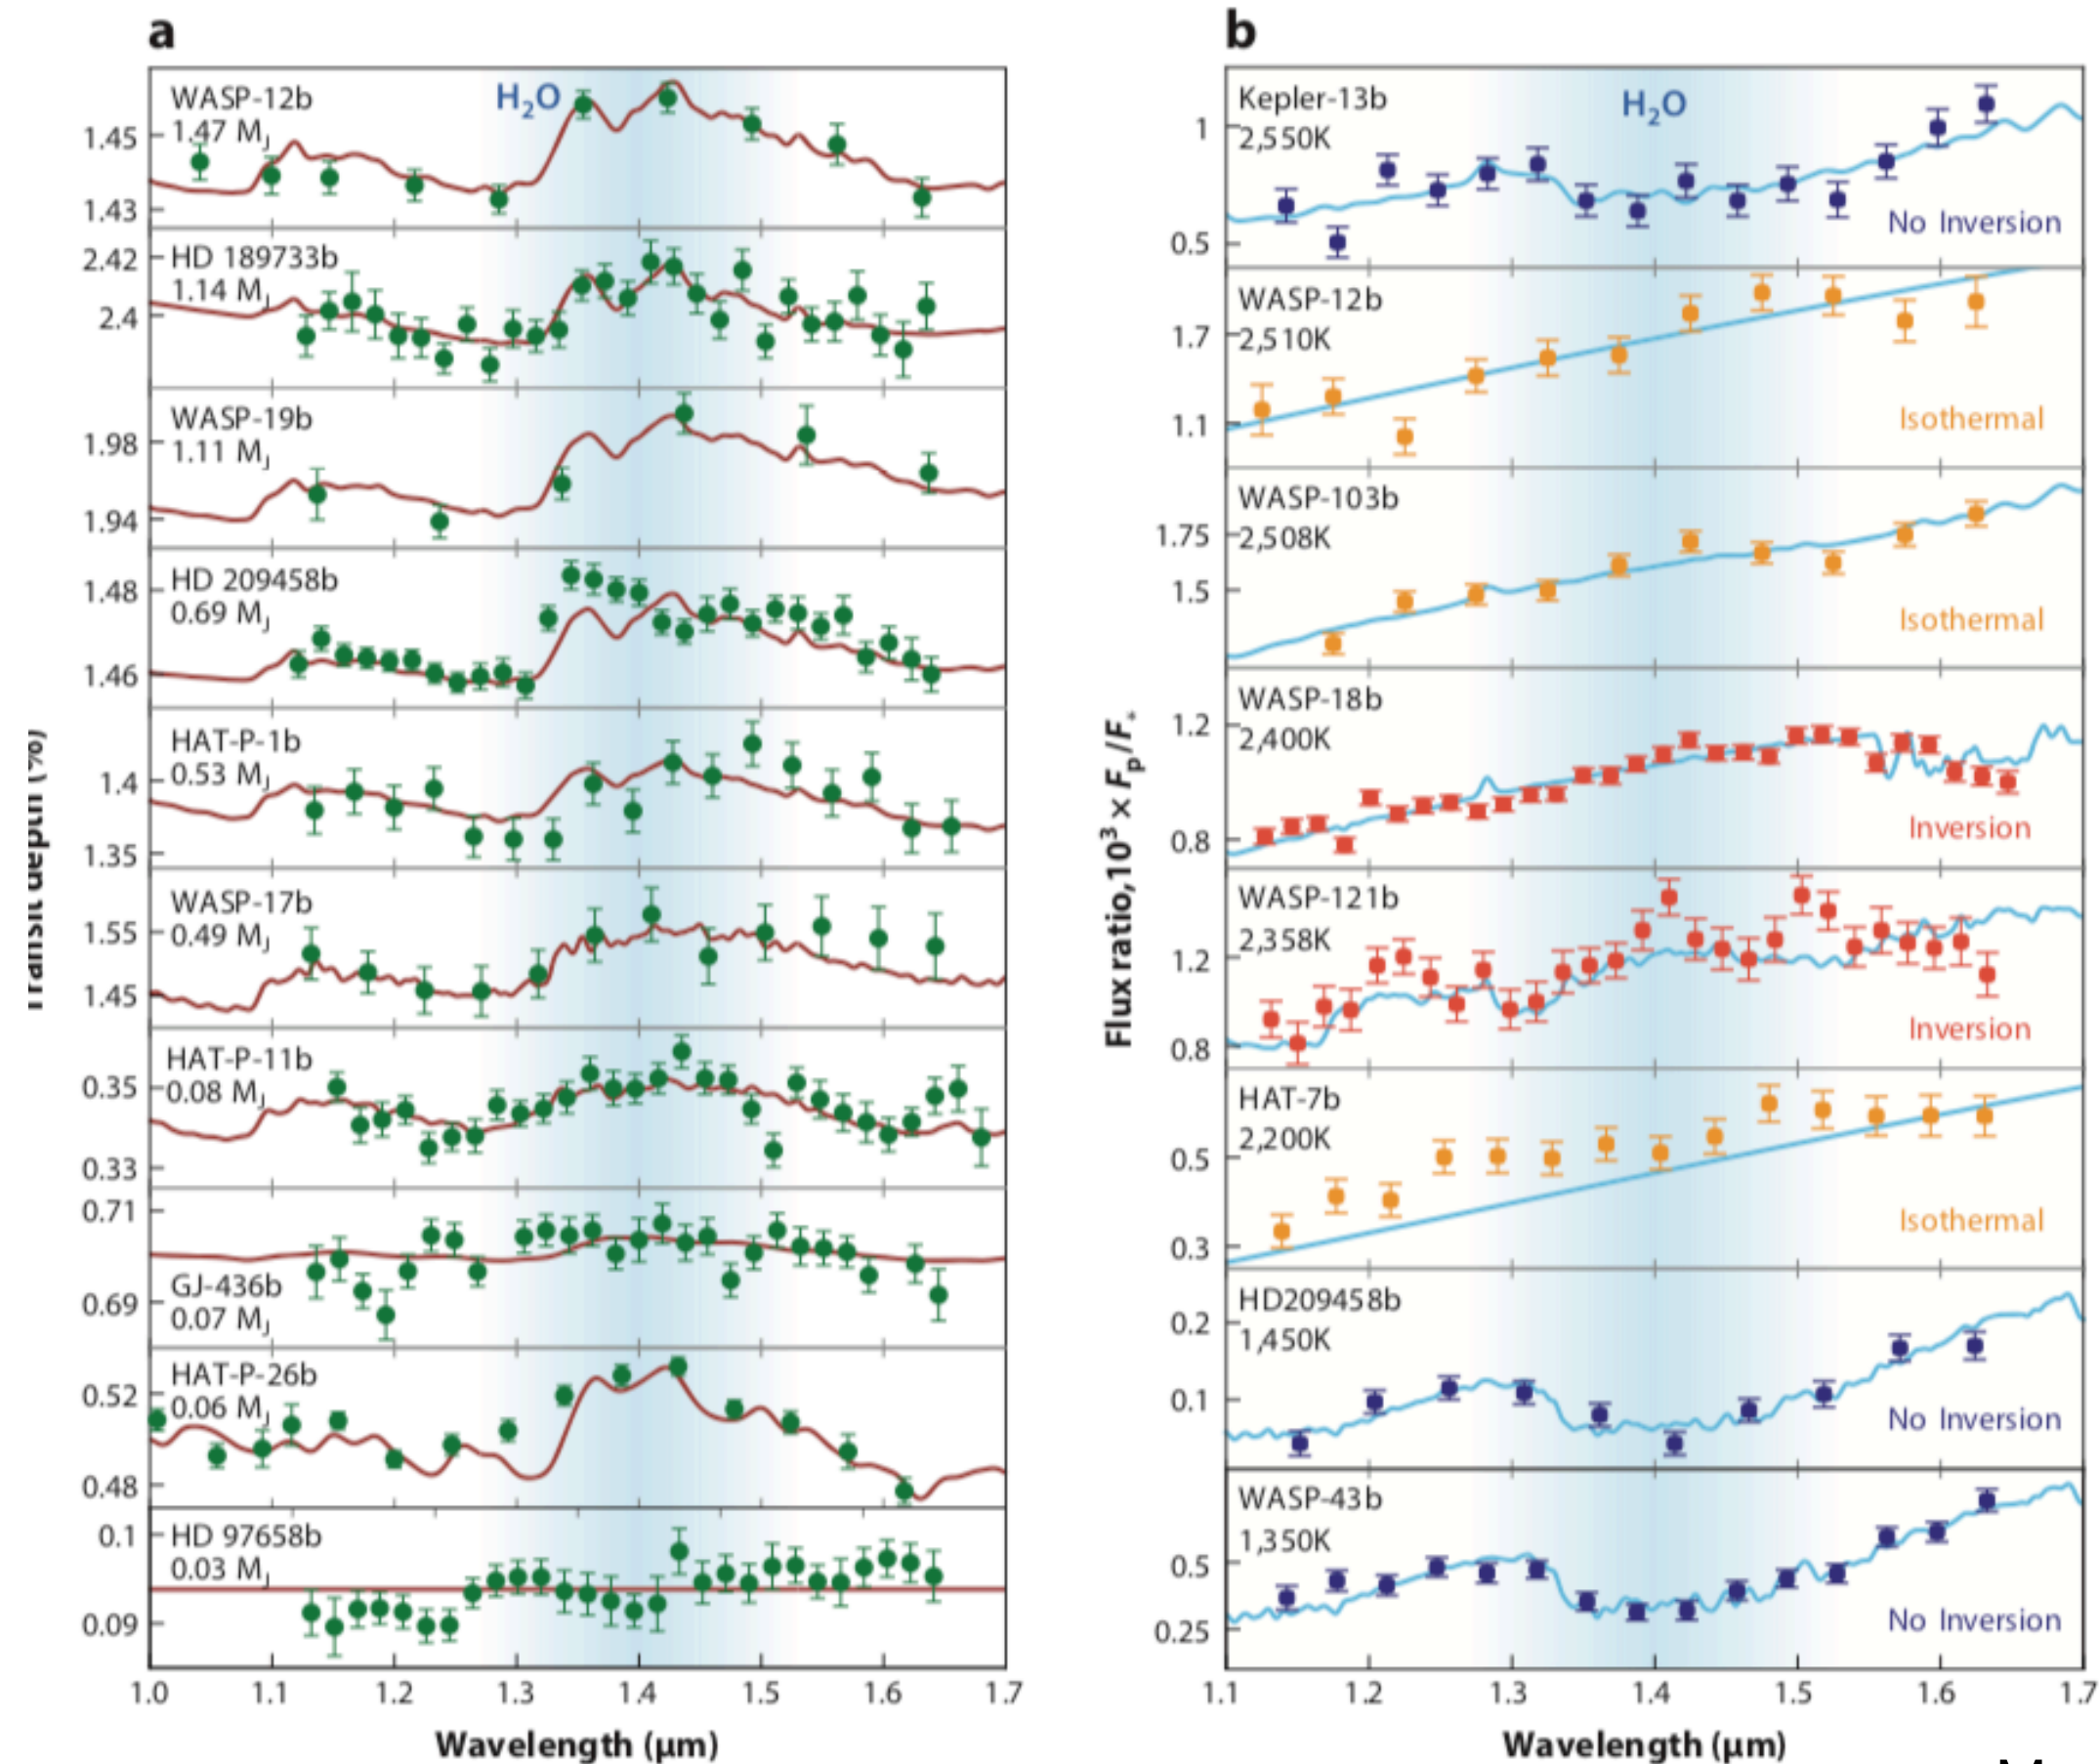 a
WASP-12b
1.47 MJ
H2O
1.45
1.43
HD 189733b
1.14 MJ
2.42
2.4
WASP-19b
1.11 MJ
1.98
1.94
HD 209458b
0.69 MJ
1.48
1.46
HAT-P-1b
0.53 MJ
1.4
1.35
WASP-17b
0.49 MJ
1.55
1.45
HAT-P-11b
0.08 MJ
0.35
0.33
GJ-436b
0.07 MJ
0.71
0.69
HAT-P-26b
0.06 MJ
0.52
0.48
HD 97658b
0.03 MJ
0.1
0.09
1.0 1.1 1.2 1.3 1.4 1.5 1.6 1.7
Wavelength (μm)
Transit depth (%)
b
Kepler-13b
2,550K
H2O
No Inversion
1
0.5
WASP-12b
2,510K
Isothermal
1.7
1.1
WASP-103b
2,508K
Isothermal
1.75
1.5
WASP-18b
2,400K
Inversion
1.2
0.8
WASP-121b
2,358K
Inversion
1.2
0.8
HAT-7b
2,200K
Isothermal
0.5
0.3
HD209458b
1,450K
No Inversion
0.2
0.1
WASP-43b
1,350K
No Inversion
0.5
0.25
1.1 1.2 1.3 1.4 1.5 1.6 1.7
Wavelength (μm)
Flux ratio,10³ × Fp/F*